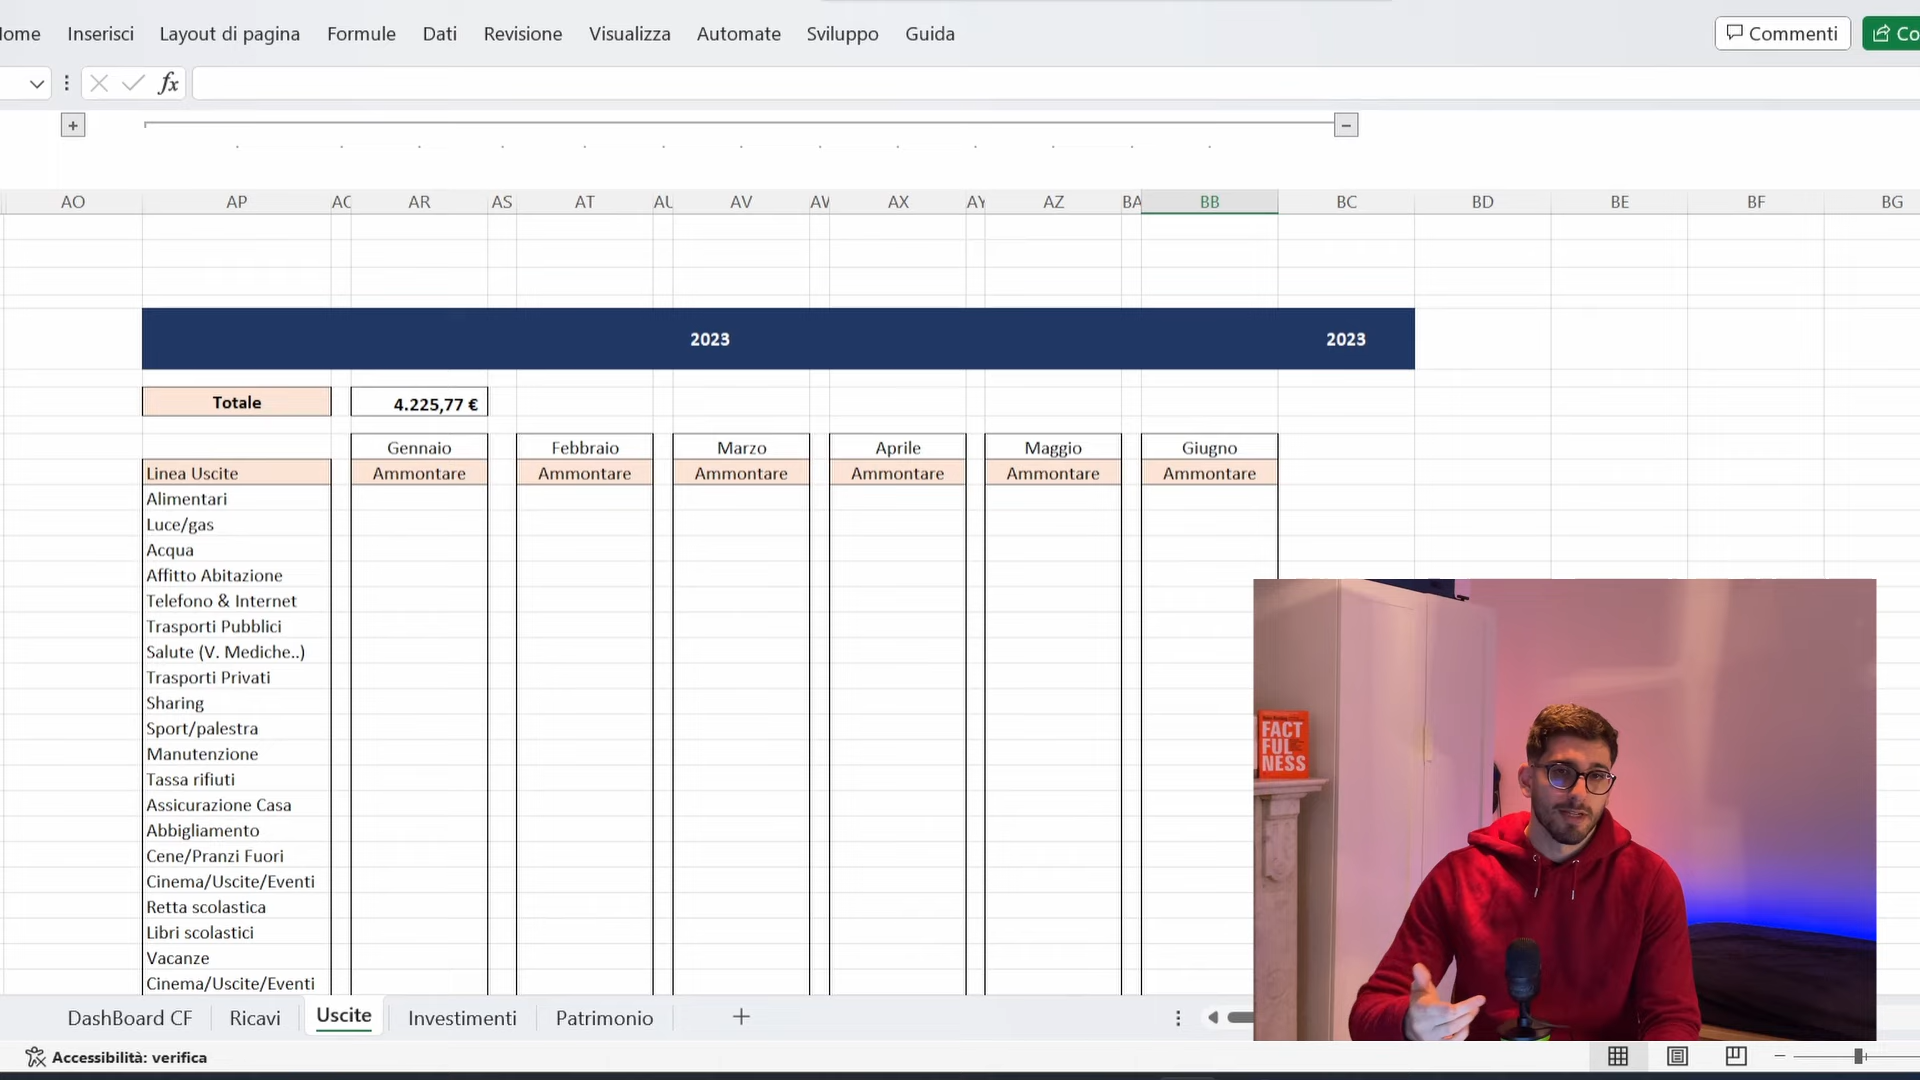 Home Inserisci Layout di pagina Formule Dati Revisione Visualizza Automate Sviluppo Guida Commenti Co
fx
AO AP AR AS AT AU AV AX AY AZ BA BB BC BD BE BF BG
2023 2023
Totale 4.225,77 €
Gennaio Febbraio Marzo Aprile Maggio Giugno
Linea Uscite Ammontare Ammontare Ammontare Ammontare Ammontare Ammontare
Alimentari
Luce/gas
Acqua
Affitto Abitazione
Telefono & Internet
Trasporti Pubblici
Salute (V. Mediche..)
Trasporti Privati
Sharing
Sport/palestra
Manutenzione
Tassa rifiuti
Assicurazione Casa
Abbigliamento
Cene/Pranzi Fuori
Cinema/Uscite/Eventi
Retta scolastica
Libri scolastici
Vacanze
Cinema/Uscite/Eventi
FACT
FUL
NESS
DashBoard CF Ricavi Uscite Investimenti Patrimonio
Accessibilità: verifica